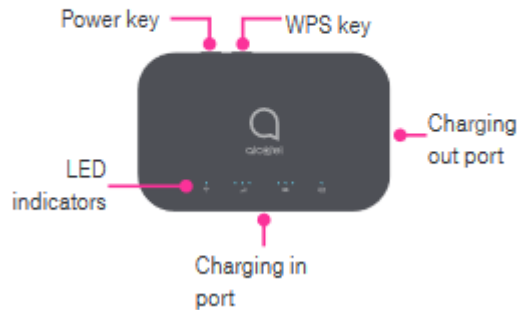 Power key
WPS key
alcatel
Charging
out port
LED
indicators
Charging in
port